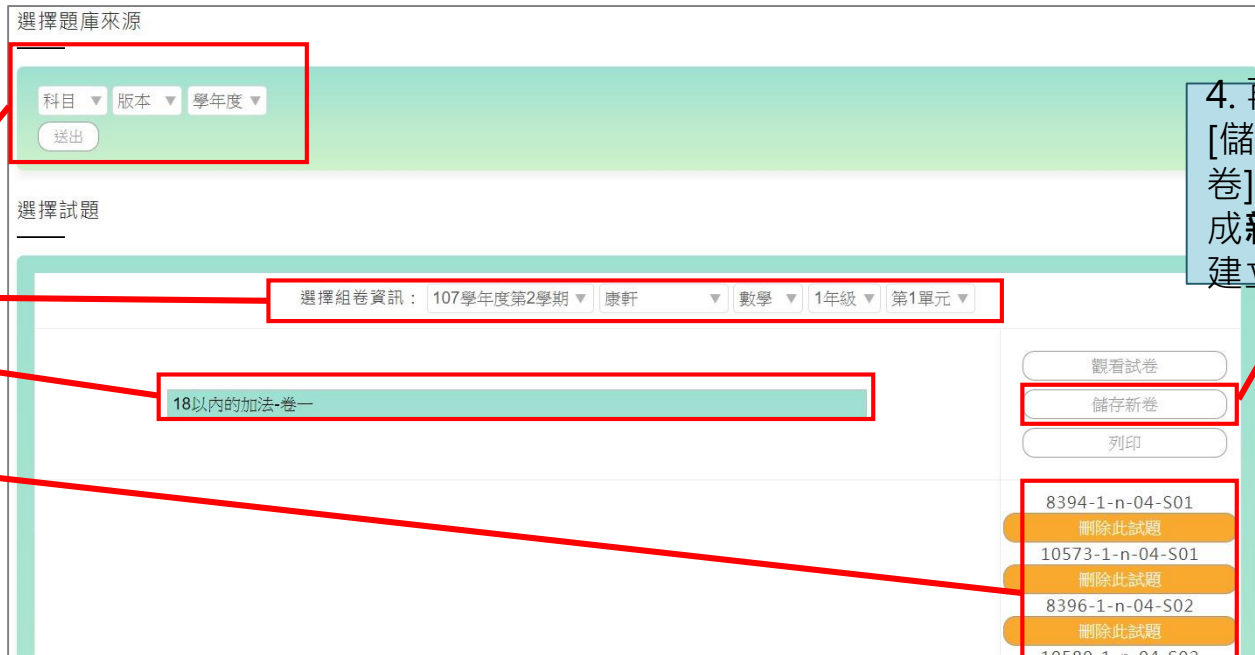 選擇題庫來源
科目 版本 學年度
送出
選擇試題
選擇組卷資訊： 107學年度第2學期 康軒 數學 1年級 第1單元
18以內的加法-卷一
觀看試卷
儲存新卷
列印
8394-1-n-04-S01
刪除此試題
10573-1-n-04-S01
刪除此試題
8396-1-n-04-S02
刪除此試題
4.
[儲
卷]
成